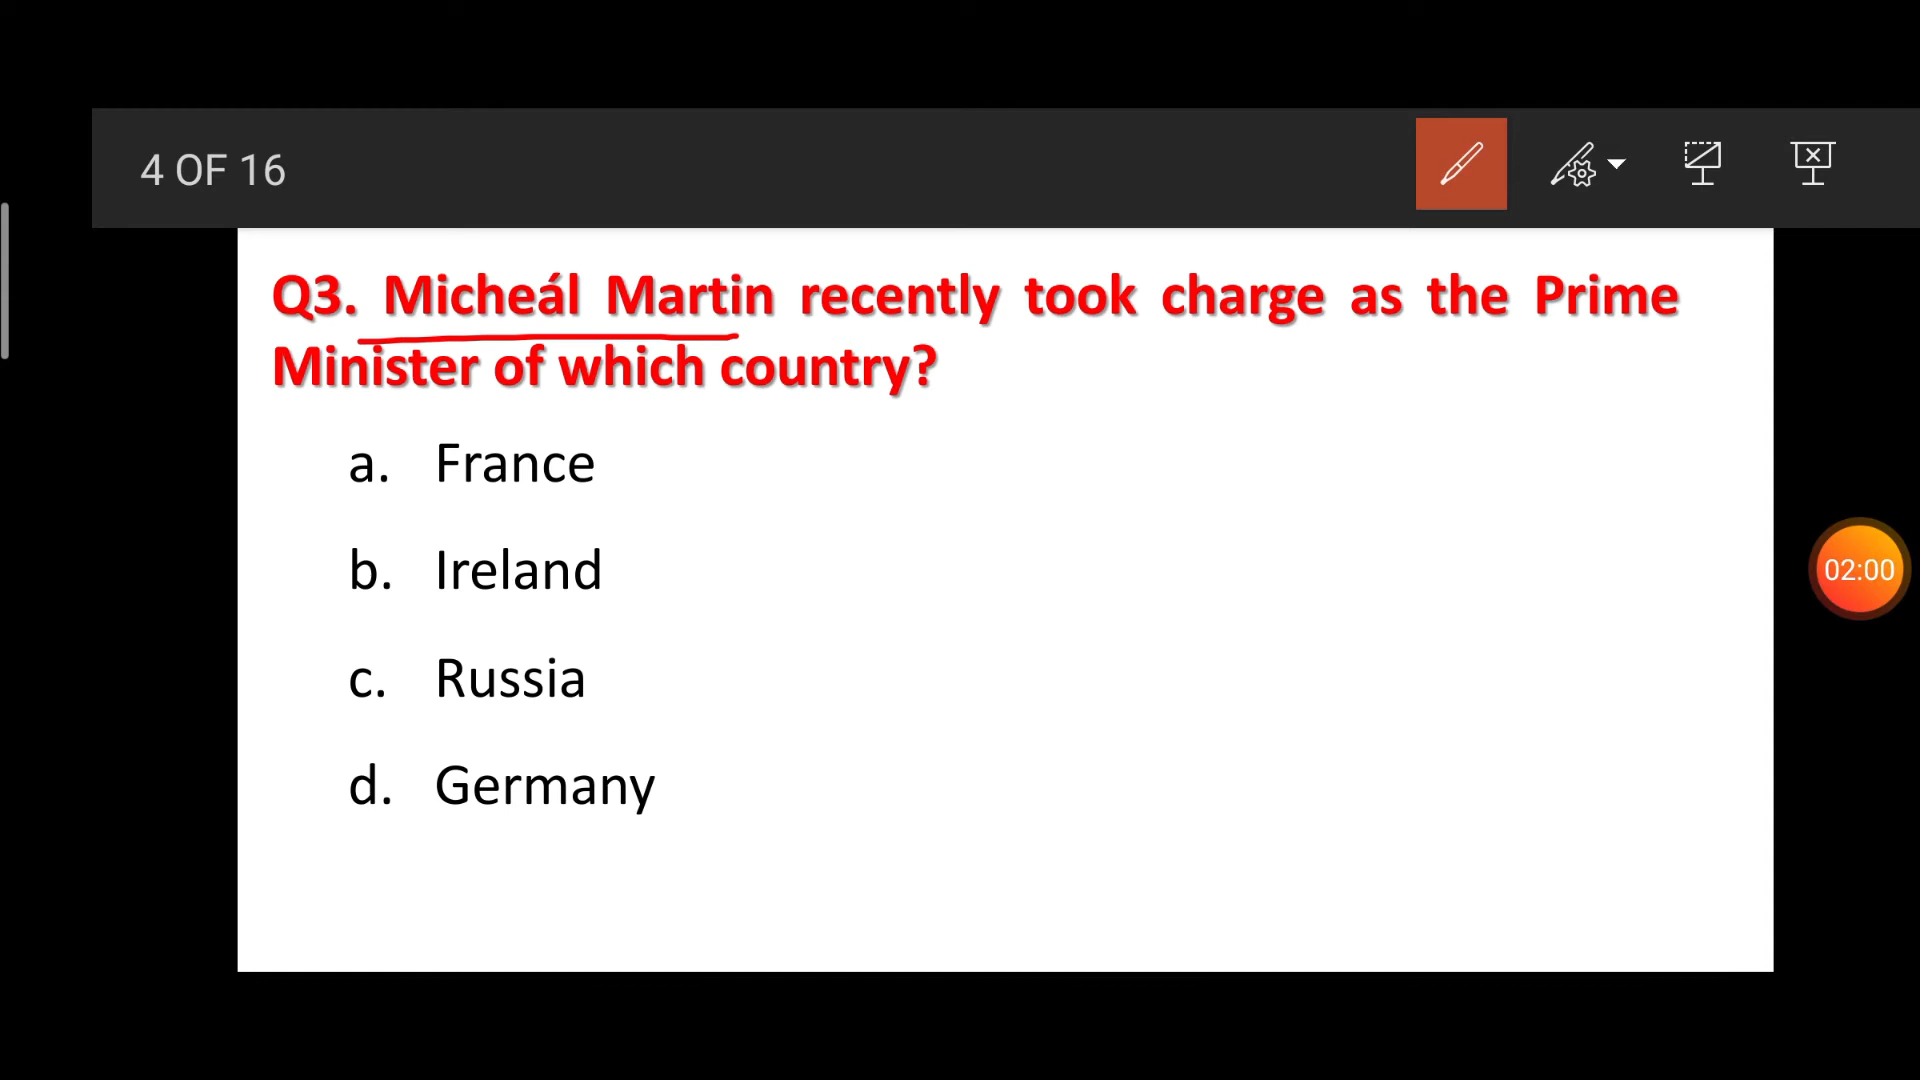 4 OF 16
Q3. Micheál Martin recently took charge as the Prime
Minister of which country?
a. France
b. Ireland
c. Russia
d. Germany
02:00